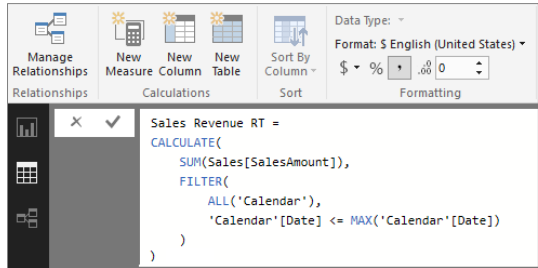 Manage
Relationships
Relationships
New
Measure
New
Column
New
Table
Calculations
Sort By
Column
Sort
Data Type:
Format: $ English (United States)
$ % , .00 0
Formatting
Sales Revenue RT =
CALCULATE(
SUM(Sales[SalesAmount]),
FILTER(
ALL('Calendar'),
'Calendar'[Date] <= MAX('Calendar'[Date])
)
)